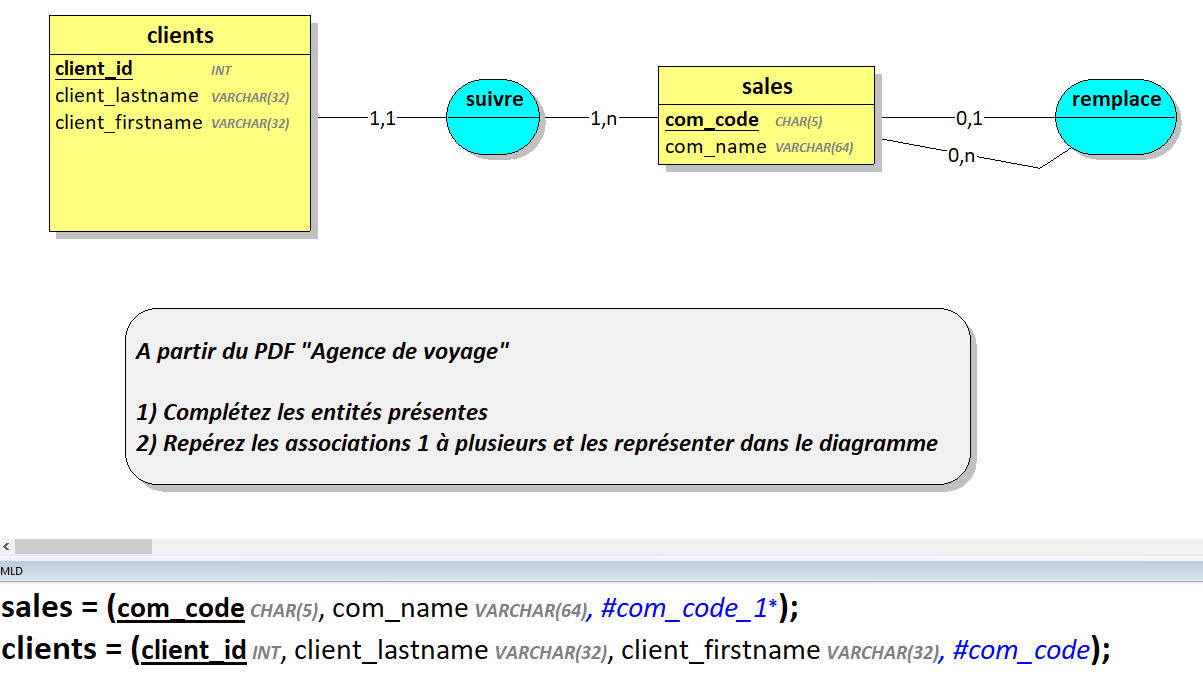 clients
client_id INT
client_lastname VARCHAR(32)
client_firstname VARCHAR(32)
1,1
suivre
1,n
sales
com_code CHAR(5)
com_name VARCHAR(64)
0,1
0,n
remplace
A partir du PDF "Agence de voyage"
1) Complétez les entités présentes
2) Repérez les associations 1 à plusieurs et les représenter dans le diagramme
MLD
sales = (com_code CHAR(5), com_name VARCHAR(64), #com_code_1*);
clients = (client_id INT, client_lastname VARCHAR(32), client_firstname VARCHAR(32), #com_code);